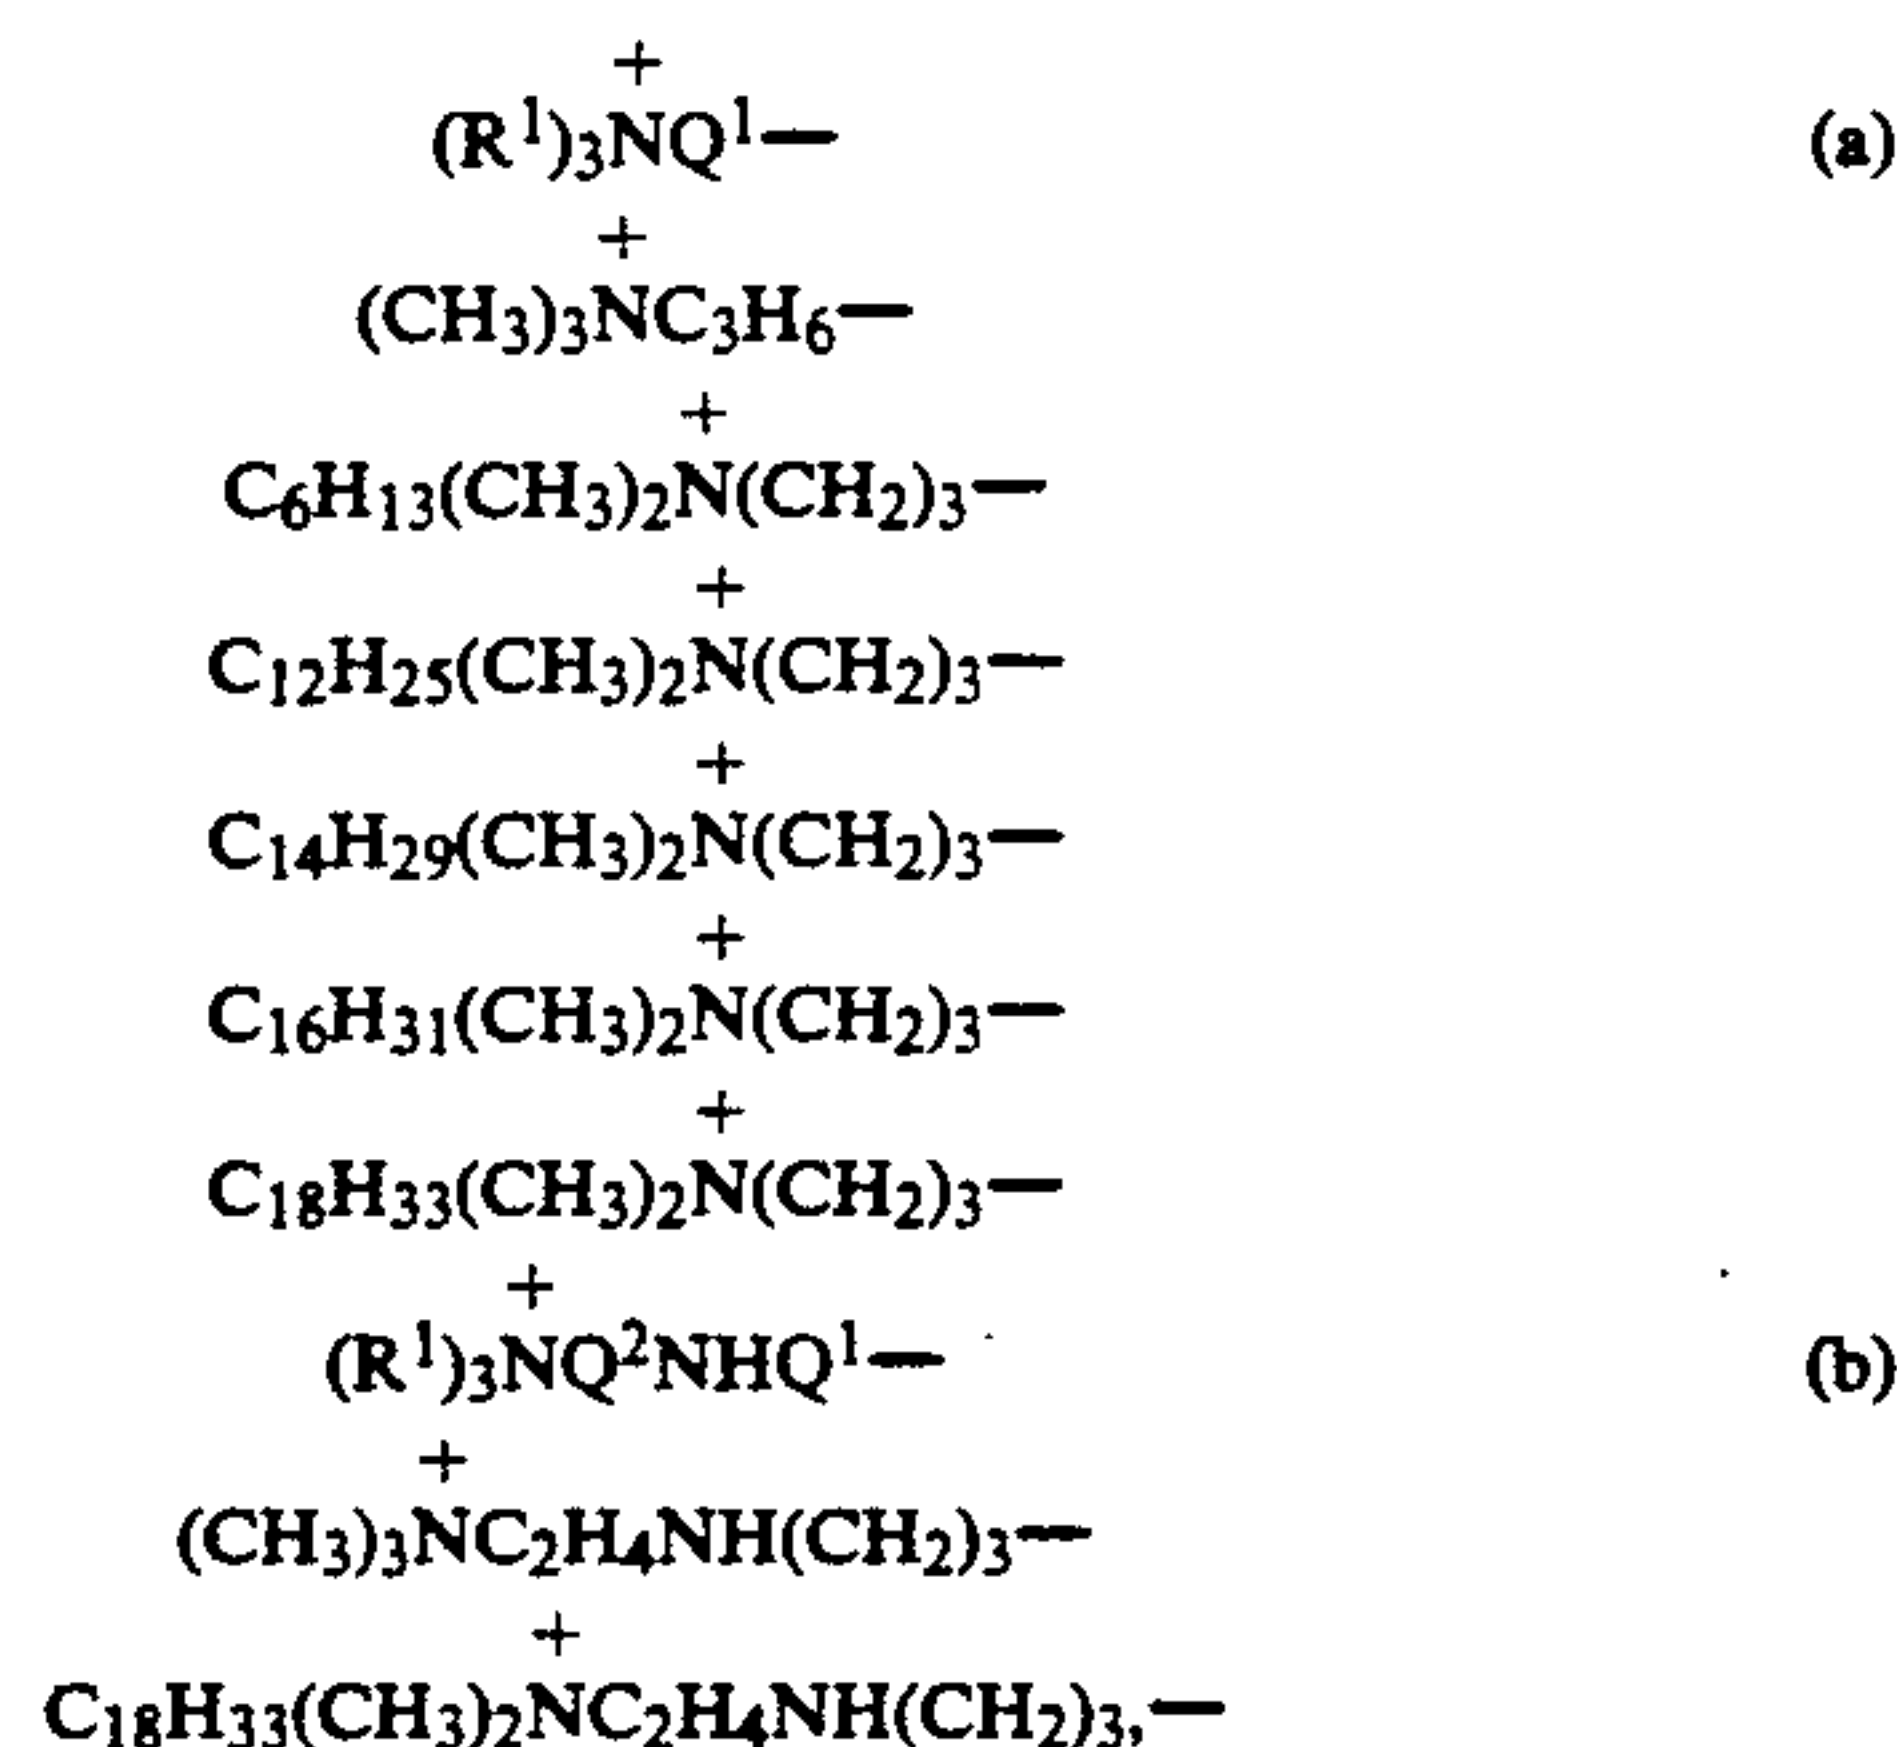 +
(R¹)₃NQ¹— (a)
+
(CH₃)₃NC₃H₆—
+
C₆H₁₃(CH₃)₂N(CH₂)₃—
+
C₁₂H₂₅(CH₃)₂N(CH₂)₃—
+
C₁₄H₂₉(CH₃)₂N(CH₂)₃—
+
C₁₆H₃₁(CH₃)₂N(CH₂)₃—
+
C₁₈H₃₃(CH₃)₂N(CH₂)₃—
+
(R¹)₃NQ²NHQ¹— (b)
+
(CH₃)₃NC₂H₄NH(CH₂)₃—
+
C₁₈H₃₃(CH₃)₂NC₂H₄NH(CH₂)₃,—